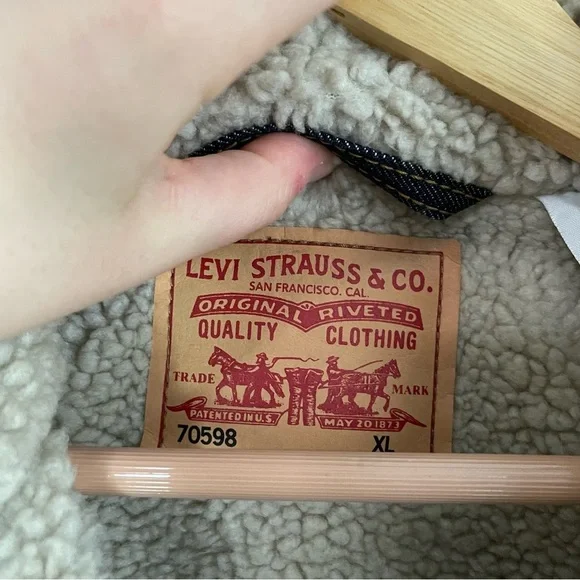 LEVI STRAUSS & CO.
SAN FRANCISCO, CAL.
ORIGINAL RIVETED
QUALITY CLOTHING
TRADE MARK
PATENTED IN U.S. MAY 20 1873
70598 XL